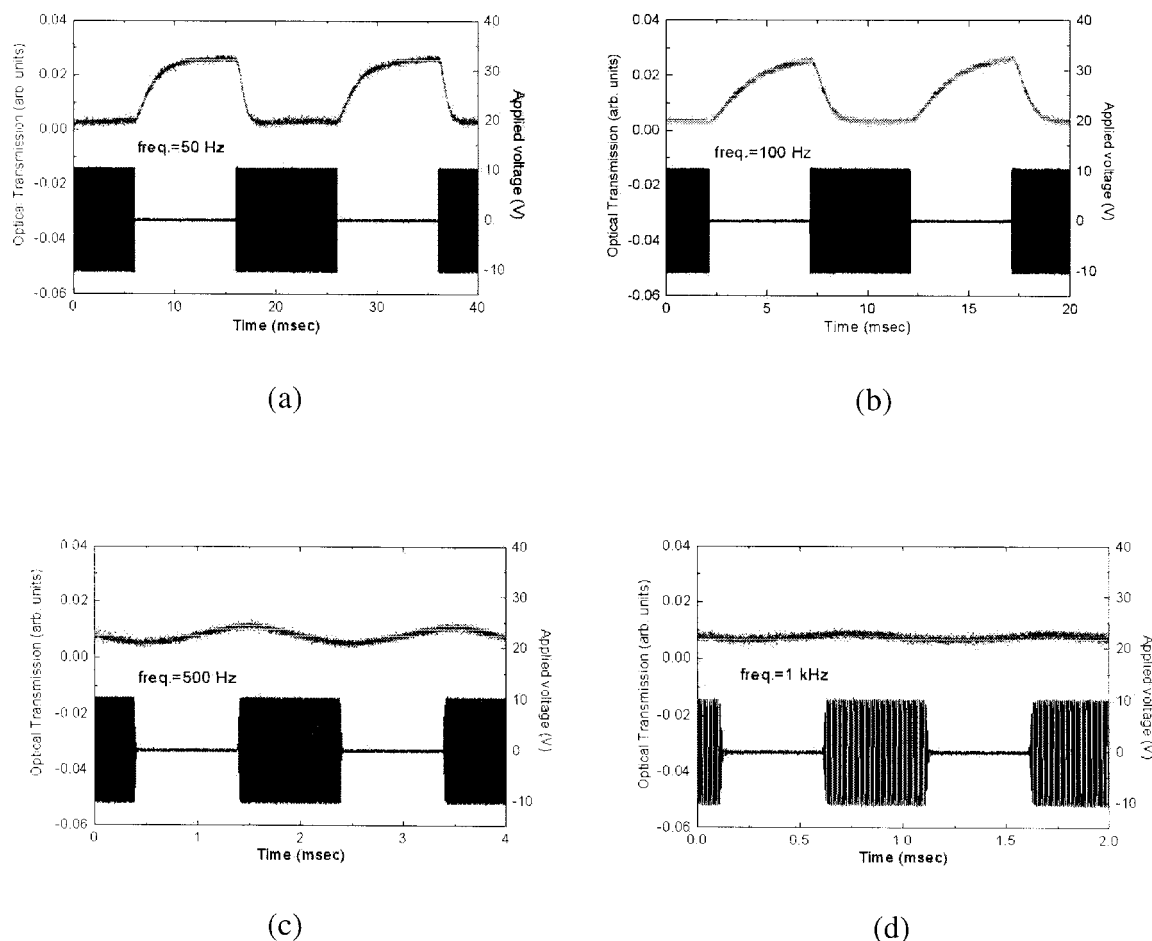 0.04
0.02
0.00
-0.02
-0.04
-0.06
Optical Transmission (arb. units)
40
30
20
10
0
-10
Applied voltage (V)
freq.=50 Hz
0 10 20 30 40
Time (msec)
(a)
0.04
0.02
0.00
-0.02
-0.04
-0.06
Optical Transmission (arb. units)
40
30
20
10
0
-10
Applied voltage (V)
freq.=100 Hz
0 5 10 15 20
Time (msec)
(b)
0.04
0.02
0.00
-0.02
-0.04
-0.06
Optical Transmission (arb. units)
40
30
20
10
0
-10
Applied voltage (V)
freq.=500 Hz
0 1 2 3 4
Time (msec)
(c)
0.04
0.02
0.00
-0.02
-0.04
-0.06
Optical Transmission (arb. units)
40
30
20
10
0
-10
Applied voltage (V)
freq.=1 kHz
0.0 0.5 1.0 1.5 2.0
Time (msec)
(d)